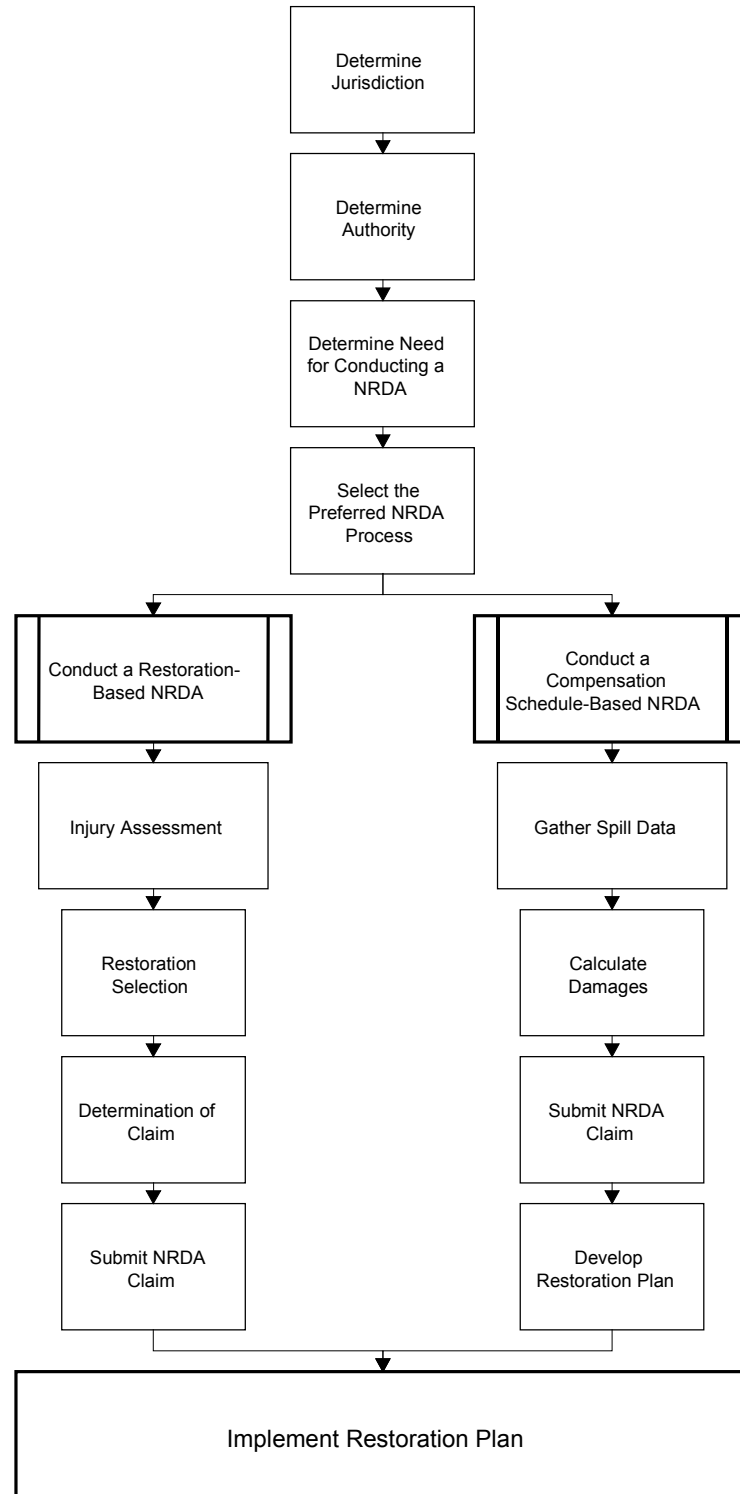 Determine
Jurisdiction
Determine
Authority
Determine Need
for Conducting a
NRDA
Select the
Preferred NRDA
Process
Conduct a Restoration-
Based NRDA
Conduct a
Compensation
Schedule-Based NRDA
Injury Assessment
Gather Spill Data
Restoration
Selection
Calculate
Damages
Determination of
Claim
Submit NRDA
Claim
Submit NRDA
Claim
Develop
Restoration Plan
Implement Restoration Plan